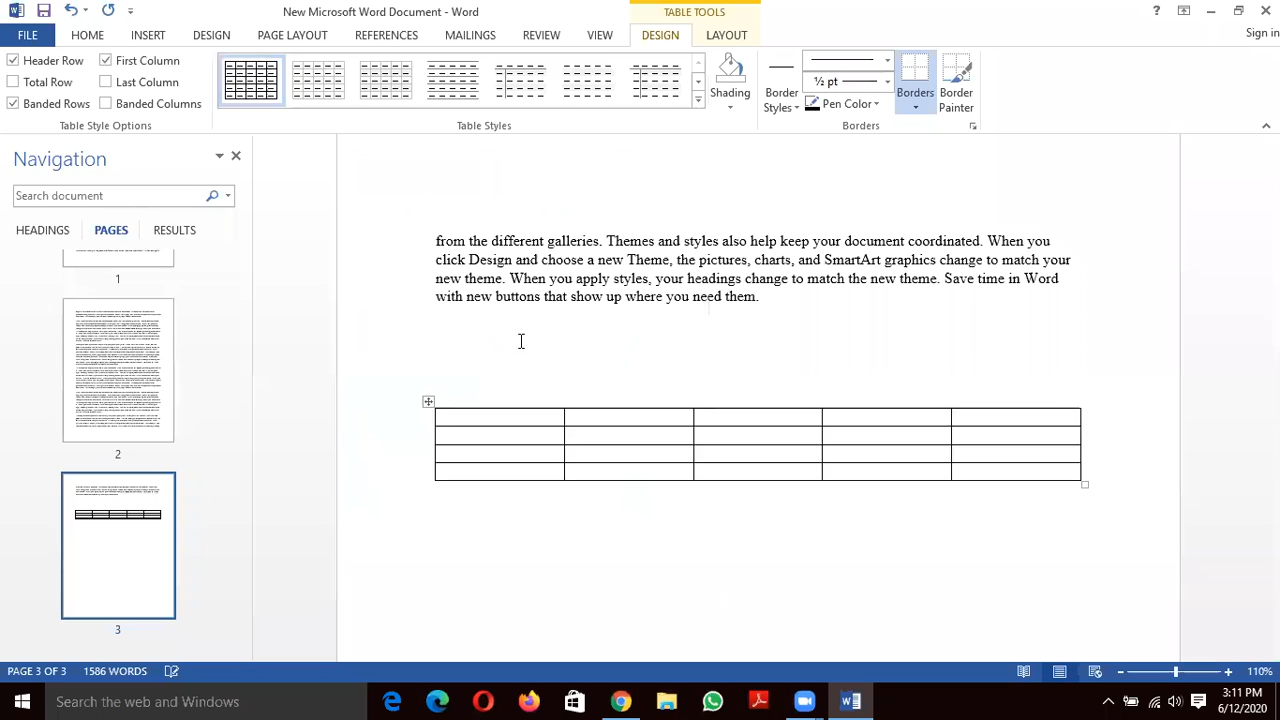 New Microsoft Word Document - Word
TABLE TOOLS
?
FILE
HOME
INSERT
DESIGN
PAGE LAYOUT
REFERENCES
MAILINGS
REVIEW
VIEW
DESIGN
LAYOUT
Sign in
Header Row
First Column
Total Row
Last Column
Banded Rows
Banded Columns
Table Style Options
Table Styles
Shading
Border
Styles
½ pt
Pen Color
Borders
Border
Painter
Borders
Navigation
Search document
HEADINGS
PAGES
RESULTS
1
2
3
from the different galleries. Themes and styles also help keep your document coordinated. When you
click Design and choose a new Theme, the pictures, charts, and SmartArt graphics change to match your
new theme. When you apply styles, your headings change to match the new theme. Save time in Word
with new buttons that show up where you need them.
PAGE 3 OF 3
1586 WORDS
110%
Search the web and Windows
3:11 PM
6/12/2020